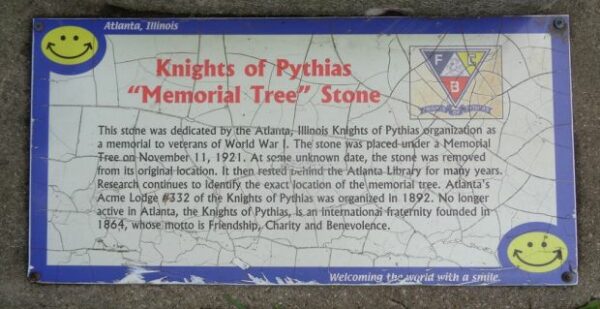 Atlanta, Illinois
Knights of Pythias
"Memorial Tree" Stone
F C
B
This stone was dedicated by the Atlanta, Illinois Knights of Pythias organization as
a memorial to veterans of World War I. The stone was placed under a Memorial
Tree on November 11, 1921. At some unknown date, the stone was removed
from its original location. It then rested behind the Atlanta Library for many years.
Research continues to identify the exact location of the memorial tree. Atlanta's
Acme Lodge #332 of the Knights of Pythias was organized in 1892. No longer
active in Atlanta, the Knights of Pythias, is an international fraternity founded in
1864, whose motto is Friendship, Charity and Benevolence.
Welcoming the world with a smile.